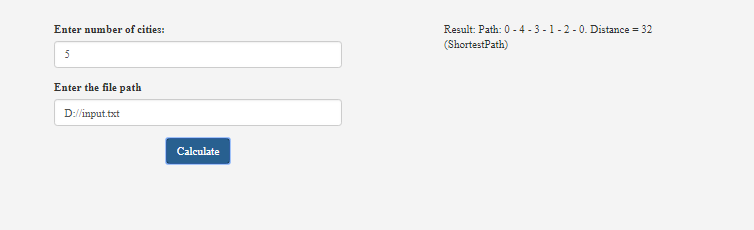 Enter number of cities:
5
Enter the file path
D://input.txt
Calculate
Result: Path: 0 - 4 - 3 - 1 - 2 - 0. Distance = 32
(ShortestPath)